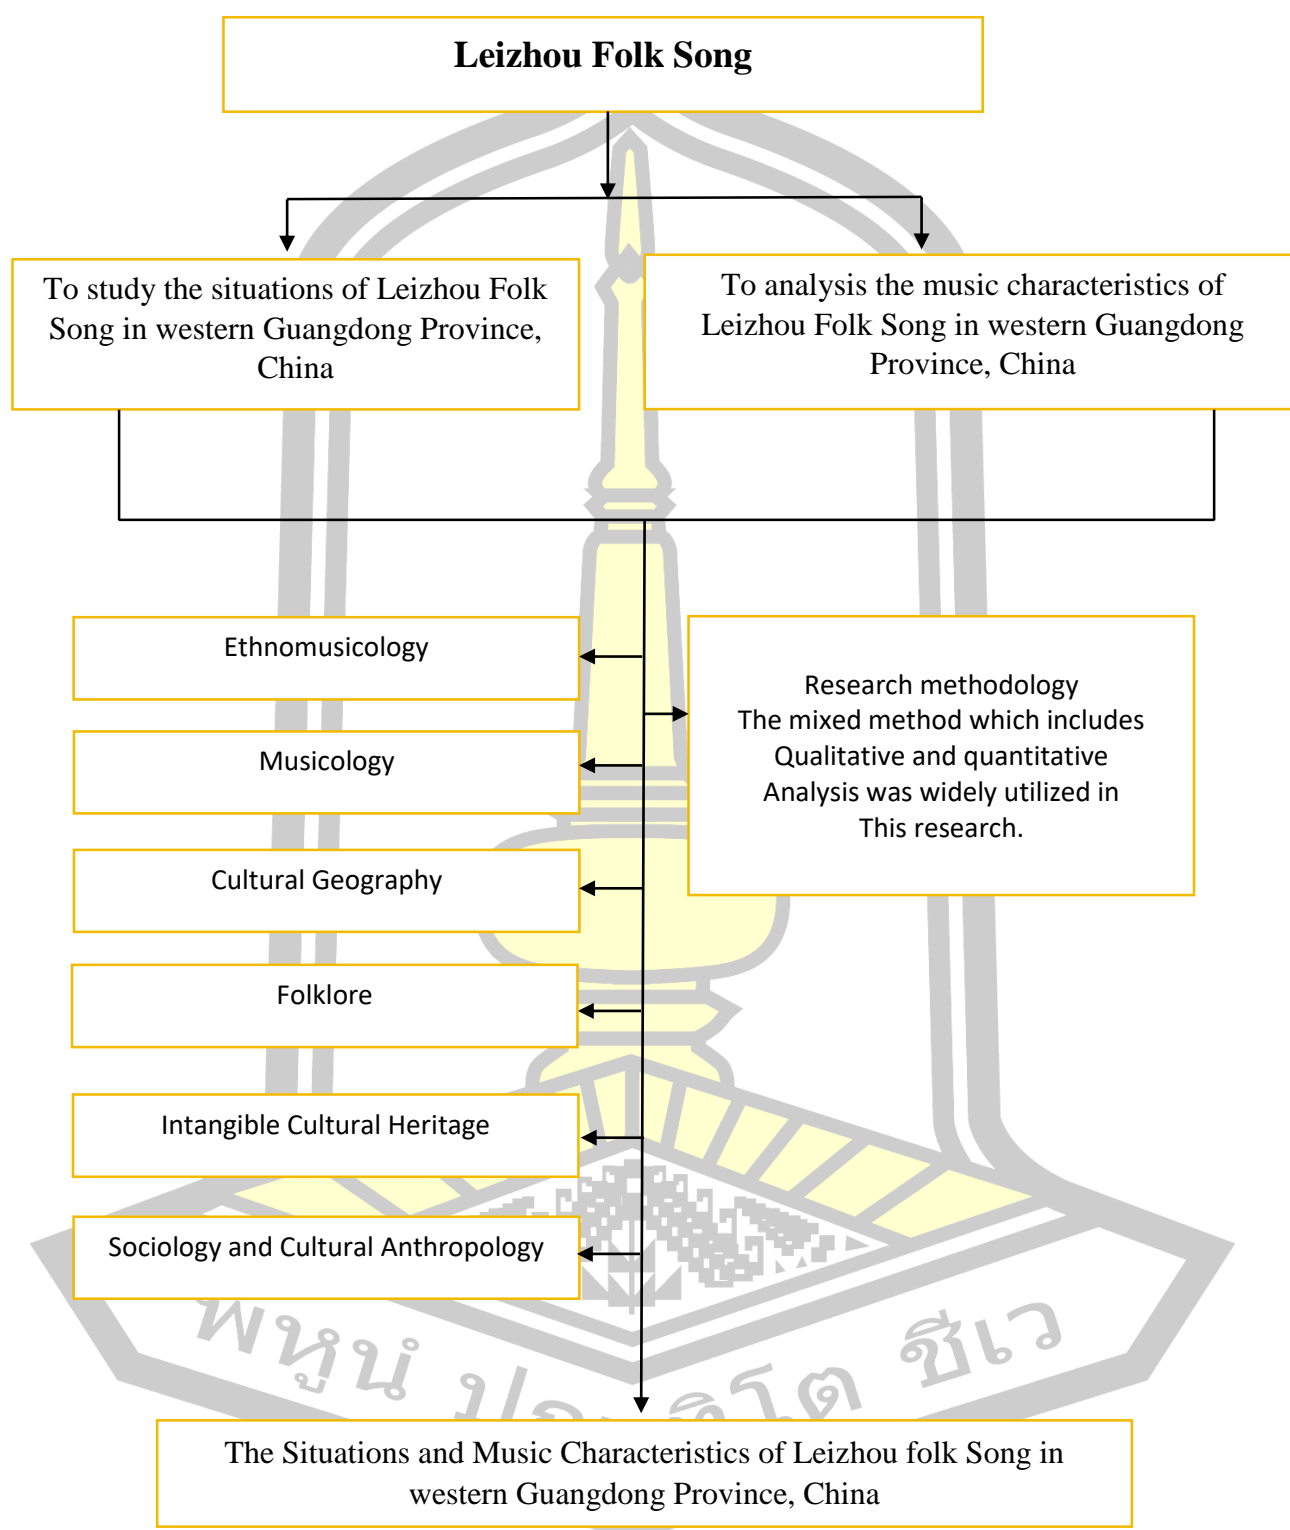 Leizhou Folk Song
To study the situations of Leizhou Folk
Song in western Guangdong Province,
China
To analysis the music characteristics of
Leizhou Folk Song in western Guangdong
Province, China
Ethnomusicology
Research methodology
The mixed method which includes
Qualitative and quantitative
Analysis was widely utilized in
This research.
Musicology
Cultural Geography
Folklore
Intangible Cultural Heritage
Sociology and Cultural Anthropology
พหูนํ ชีเว
The Situations and Music Characteristics of Leizhou folk Song in
western Guangdong Province, China